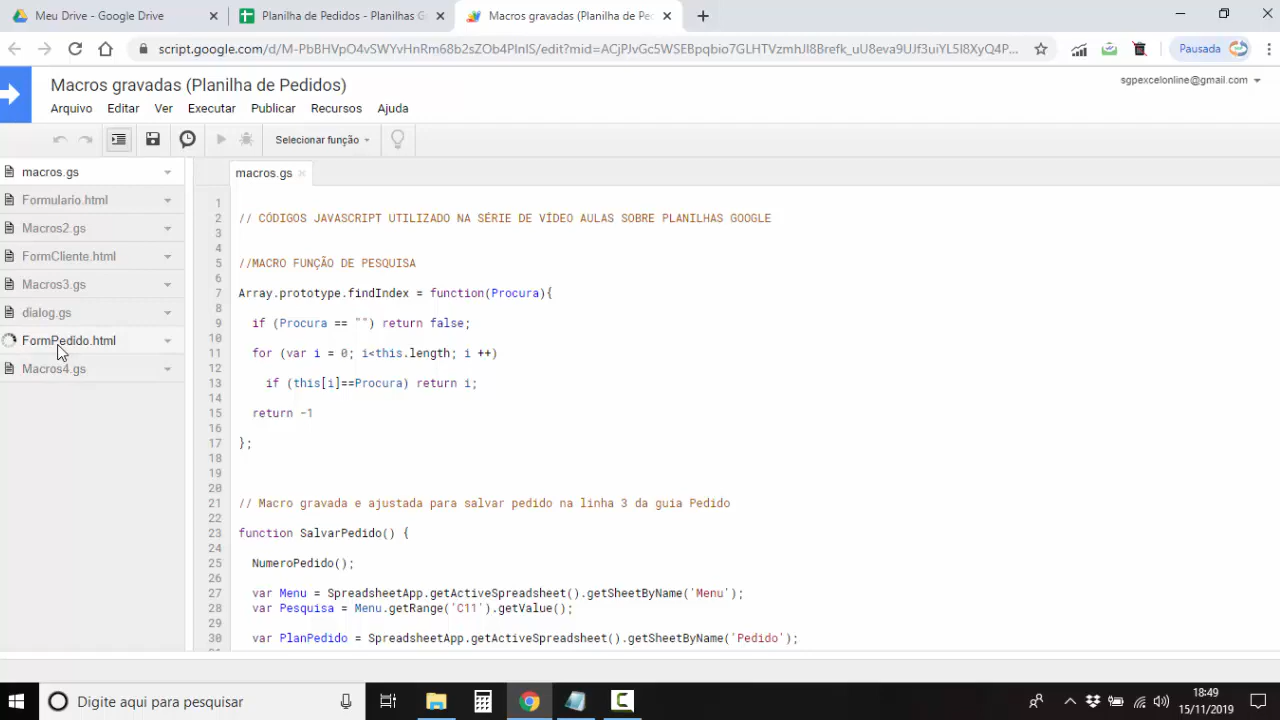 Meu Drive - Google Drive
Planilha de Pedidos - Planilhas G
Macros gravadas (Planilha de Pe
script.google.com/d/
Pausada
Macros gravadas (Planilha de Pedidos)
sgpexcelonline@gmail.com
Arquivo Editar Ver Executar Publicar Recursos Ajuda
Selecionar função
macros.gs
Formulario.html
Macros2.gs
FormCliente.html
Macros3.gs
dialog.gs
FormPedido.html
Macros4.gs
macros.gs
1
2 // CÓDIGOS JAVASCRIPT UTILIZADO NA SÉRIE DE VÍDEO AULAS SOBRE PLANILHAS GOOGLE
3
4
5 //MACRO FUNÇÃO DE PESQUISA
6
7 Array.prototype.findIndex = function(Procura){
8
9 if (Procura == "") return false;
10
11 for (var i = 0; i<this.length; i ++)
12
13 if (this[i]==Procura) return i;
14
15 return -1
16
17 };
18
19
20
21 // Macro gravada e ajustada para salvar pedido na linha 3 da guia Pedido
22
23 function SalvarPedido() {
24
25 NumeroPedido();
26
27 var Menu = SpreadsheetApp.getActiveSpreadsheet().getSheetByName('Menu');
28 var Pesquisa = Menu.getRange('C11').getValue();
29
30 var PlanPedido = SpreadsheetApp.getActiveSpreadsheet().getSheetByName('Pedido');
Digite aqui para pesquisar
18:49
15/11/2019